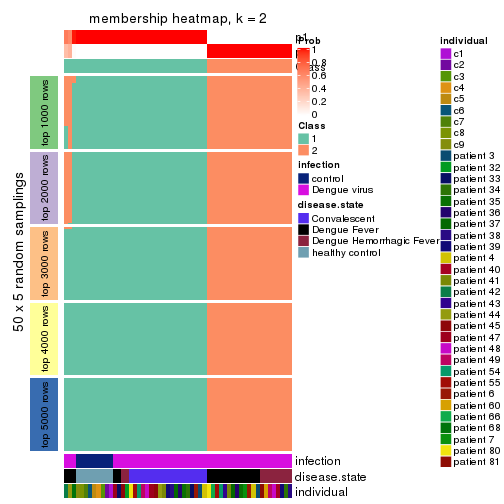 membership heatmap, k = 2
50 x 5 random samplings
top 1000 rows
top 2000 rows
top 3000 rows
top 4000 rows
top 5000 rows
p1
infection
disease.state
individual
Prob
1
0.8
0.6
0.4
0.2
0
Class
1
2
infection
control
Dengue virus
disease.state
Convalescent
Dengue Fever
Dengue Hemorrhagic Fever
healthy control
individual
c1
c2
c3
c4
c5
c6
c7
c8
c9
patient 3
patient 32
patient 33
patient 34
patient 35
patient 36
patient 37
patient 38
patient 39
patient 4
patient 40
patient 41
patient 42
patient 43
patient 44
patient 45
patient 47
patient 48
patient 49
patient 54
patient 55
patient 6
patient 60
patient 66
patient 68
patient 7
patient 80
patient 81